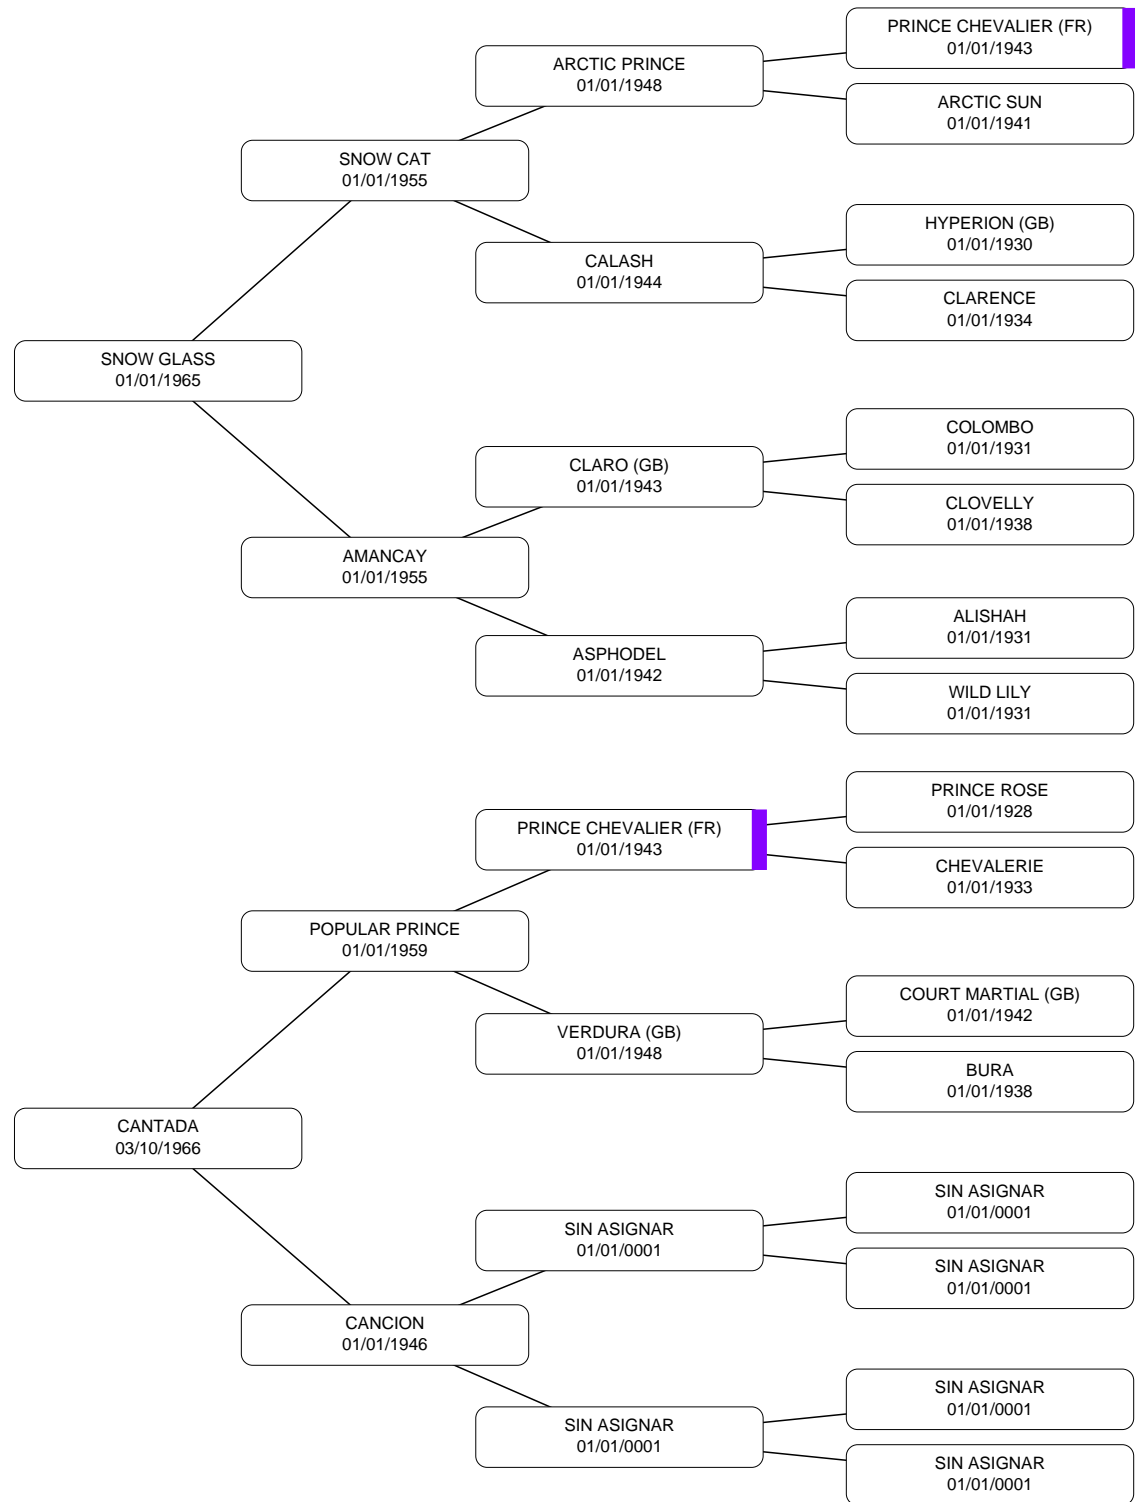 PRINCE CHEVALIER (FR)
01/01/1943
ARCTIC PRINCE
01/01/1948
ARCTIC SUN
01/01/1941
SNOW CAT
01/01/1955
HYPERION (GB)
01/01/1930
CALASH
01/01/1944
CLARENCE
01/01/1934
SNOW GLASS
01/01/1965
COLOMBO
01/01/1931
CLARO (GB)
01/01/1943
CLOVELLY
01/01/1938
AMANCAY
01/01/1955
ALISHAH
01/01/1931
ASPHODEL
01/01/1942
WILD LILY
01/01/1931
PRINCE ROSE
01/01/1928
PRINCE CHEVALIER (FR)
01/01/1943
CHEVALERIE
01/01/1933
POPULAR PRINCE
01/01/1959
COURT MARTIAL (GB)
01/01/1942
VERDURA (GB)
01/01/1948
BURA
01/01/1938
CANTADA
03/10/1966
SIN ASIGNAR
01/01/0001
SIN ASIGNAR
01/01/0001
SIN ASIGNAR
01/01/0001
CANCION
01/01/1946
SIN ASIGNAR
01/01/0001
SIN ASIGNAR
01/01/0001
SIN ASIGNAR
01/01/0001